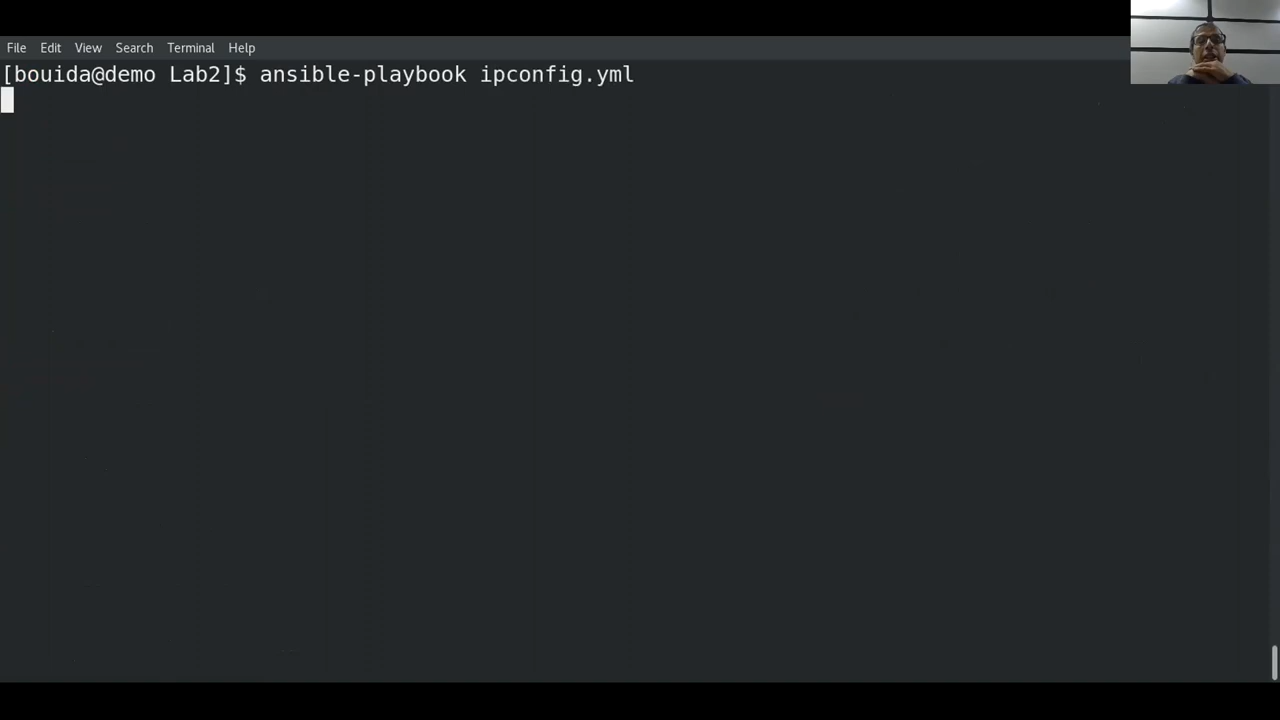 File Edit View Search Terminal Help
[bouida@demo Lab2]$ ansible-playbook ipconfig.yml